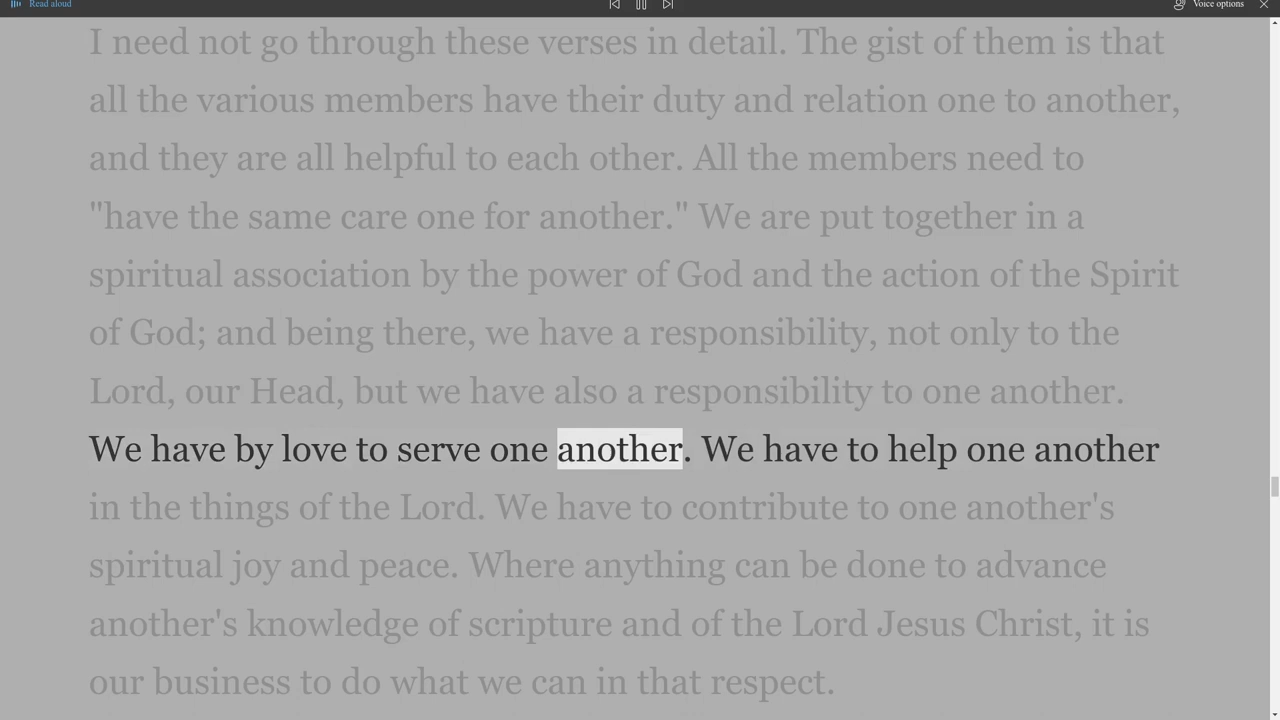 Read aloud
Voice options
I need not go through these verses in detail. The gist of them is that
all the various members have their duty and relation one to another,
and they are all helpful to each other. All the members need to
"have the same care one for another." We are put together in a
spiritual association by the power of God and the action of the Spirit
of God; and being there, we have a responsibility, not only to the
Lord, our Head, but we have also a responsibility to one another.
We have by love to serve one another. We have to help one another
in the things of the Lord. We have to contribute to one another's
spiritual joy and peace. Where anything can be done to advance
another's knowledge of scripture and of the Lord Jesus Christ, it is
our business to do what we can in that respect.